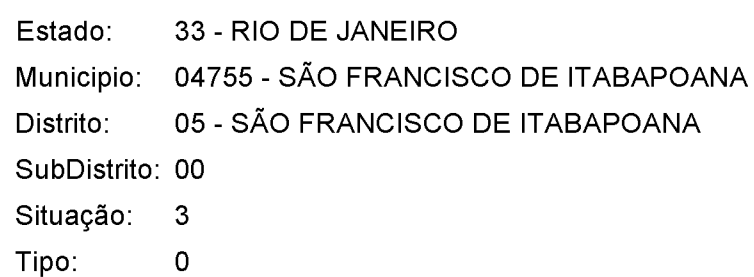 Estado: 33 - RIO DE JANEIRO
Municipio: 04755 - SÃO FRANCISCO DE ITABAPOANA
Distrito: 05 - SÃO FRANCISCO DE ITABAPOANA
SubDistrito: 00
Situação: 3
Tipo: 0